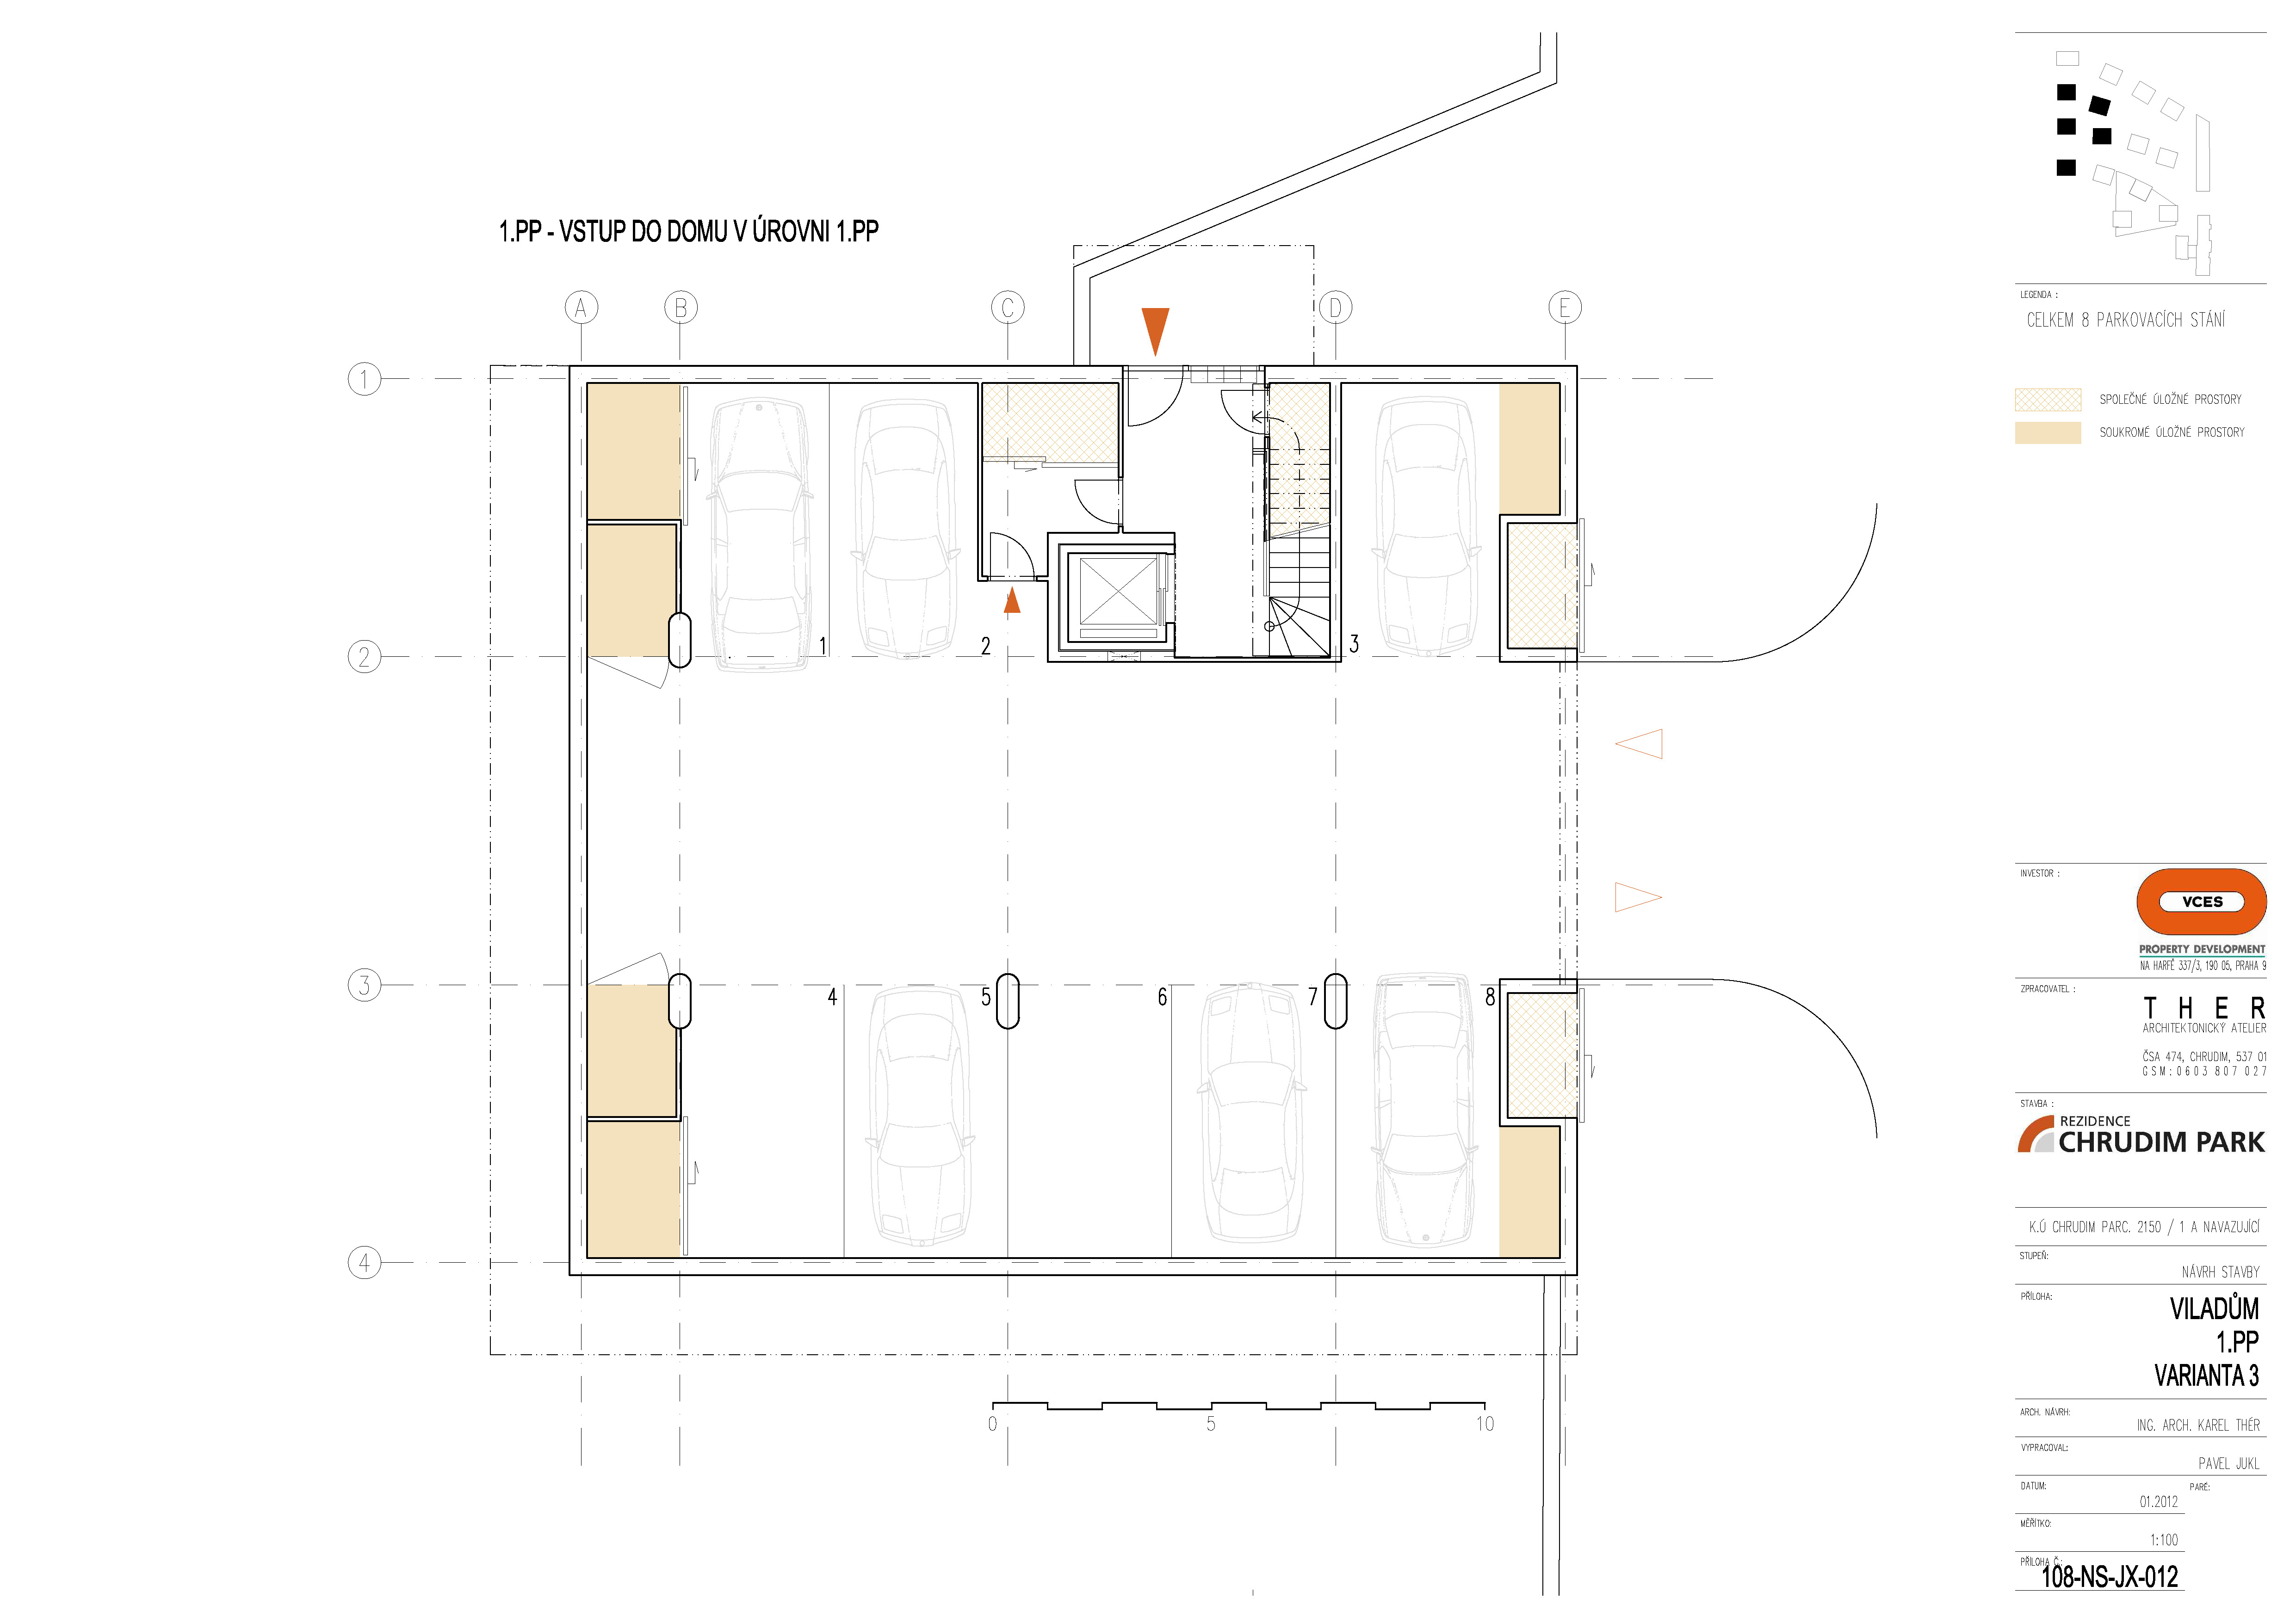 1.PP - VSTUP DO DOMU V ÚROVNI 1.PP
A
B
C
D
E
1
2
3
4
1
2
3
4
5
6
7
8
0
5
10
LEGENDA :
CELKEM 8 PARKOVACÍCH STÁNÍ
SPOLEČNÉ ÚLOŽNÉ PROSTORY
SOUKROMÉ ÚLOŽNÉ PROSTORY
INVESTOR :
VCES
PROPERTY DEVELOPMENT
NA HARFĚ 337/3, 190 05, PRAHA 9
ZPRACOVATEL :
T H E R
ARCHITEKTONICKÝ ATELIER
ČSA 474, CHRUDIM, 537 01
GSM:0603 807 027
STAVBA :
REZIDENCE
CHRUDIM PARK
K.Ú CHRUDIM PARC. 2150 / 1 A NAVAZUJÍCÍ
STUPEŇ:
NÁVRH STAVBY
PŘÍLOHA:
VILADŮM
1.PP
VARIANTA 3
ARCH. NÁVRH:
ING. ARCH. KAREL THÉR
VYPRACOVAL:
PAVEL JUKL
DATUM:
PARÉ:
01.2012
MĚŘÍTKO:
1:100
PŘÍLOHA Č.:
108-NS-JX-012